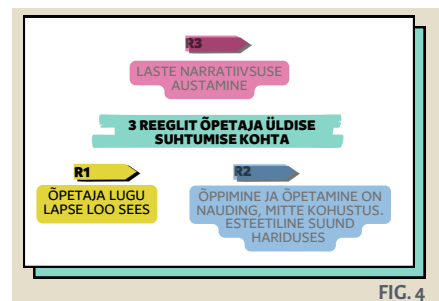 R3
LASTE NARRATIIVSUSE
AUSTAMINE
3 REEGLIT ÕPETAJA ÜLDISE
SUHTUMISE KOHTA
R1
ÕPETAJA LUGU
LAPSE LOO SEES
R2
ÕPPIMINE JA ÕPETAMINE ON
NAUDING, MITTE KOHUSTUS.
ESTEETILINE SUUND
HARIDUSES
FIG. 4